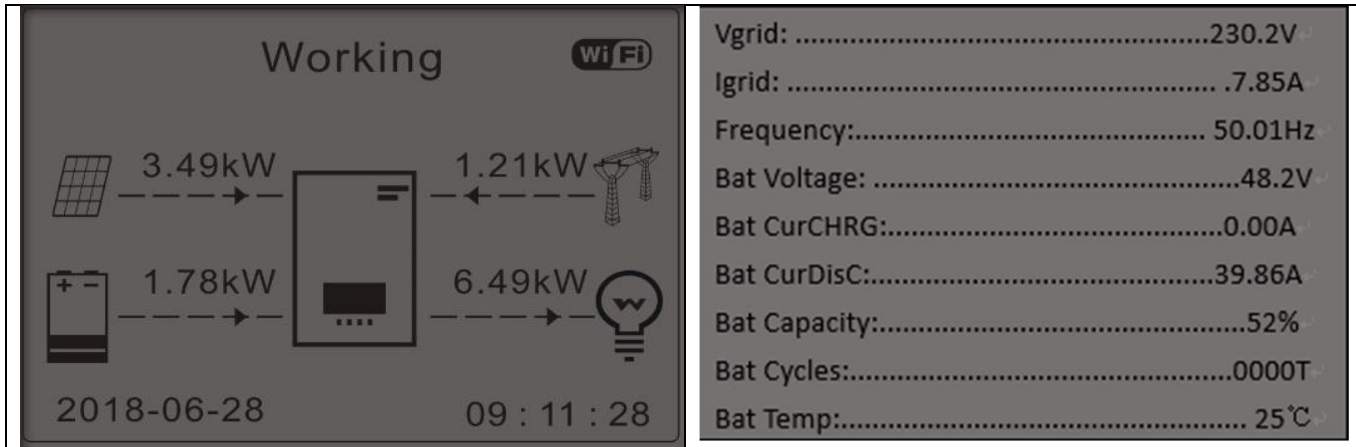 Working WiFi
3.49kW 1.21kW
+ -
1.78kW 6.49kW
2018-06-28 09 : 11 : 28
Vgrid: ................................................230.2V
Igrid: .................................................. .7.85A
Frequency:......................................... 50.01Hz
Bat Voltage: ...........................................48.2V
Bat CurCHRG:.......................................0.00A
Bat CurDisC:........................................39.86A
Bat Capacity:...........................................52%
Bat Cycles:.............................................0000T
Bat Temp:............................................... 25℃